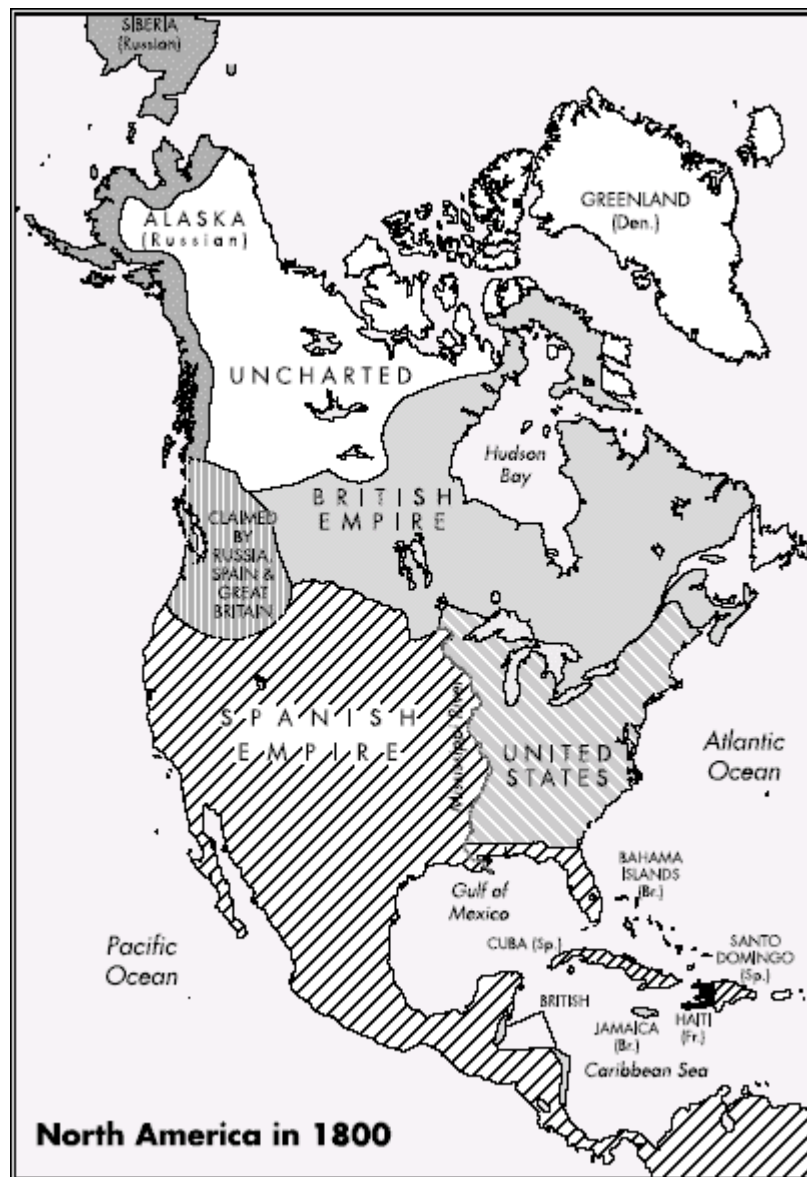 SIBERIA
(Russian)
ALASKA
(Russian)
GREENLAND
(Den.)
UNCHARTED
Hudson
Bay
BRITISH
EMPIRE
CLAIMED
BY
RUSSIA,
SPAIN &
GREAT
BRITAIN
SPANISH
EMPIRE
Mississippi River
UNITED
STATES
Atlantic
Ocean
BAHAMA
ISLANDS
(Br.)
Gulf of
Mexico
Pacific
Ocean
CUBA (Sp.)
SANTO
DOMINGO
(Sp.)
BRITISH
JAMAICA
(Br.)
HAITI
(Fr.)
Caribbean Sea
North America in 1800